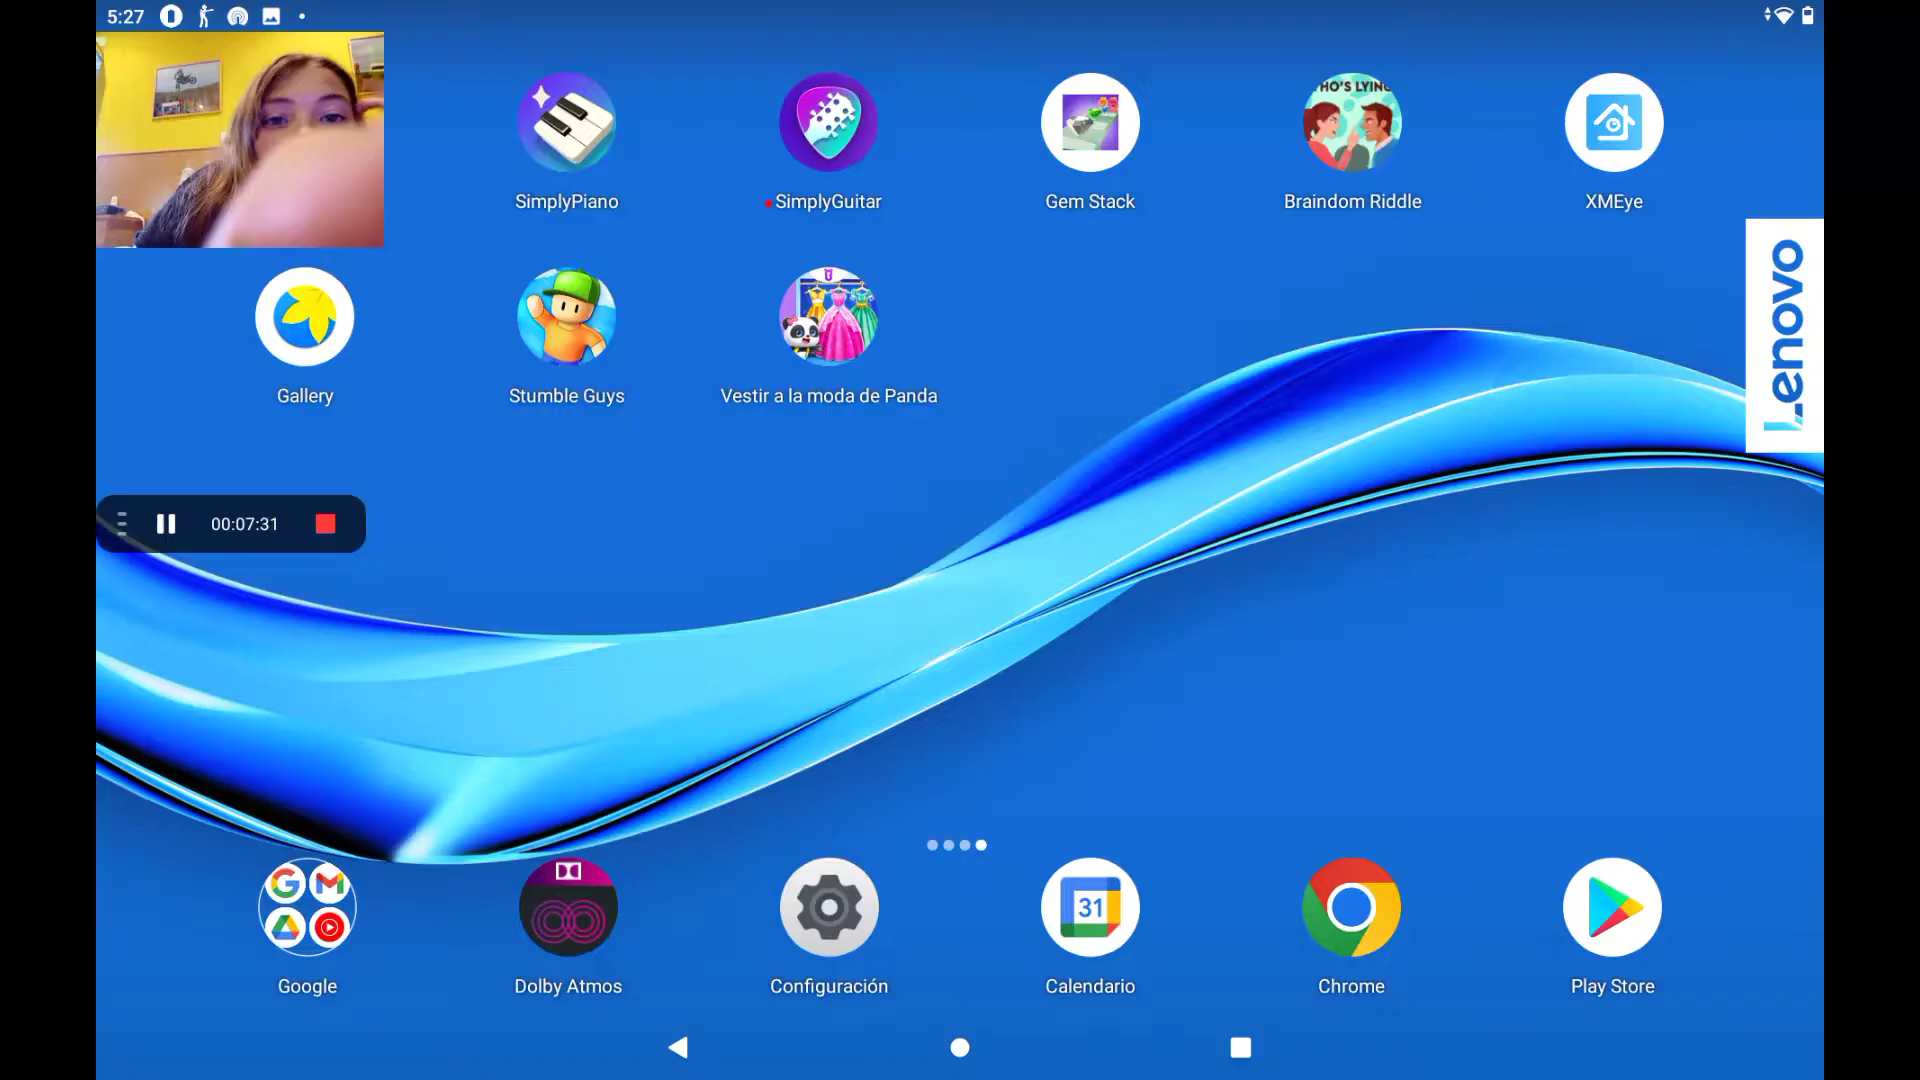 5:27
SimplyPiano
SimplyGuitar
Gem Stack
HO'S LYING
Braindom Riddle
XMEye
Lenovo
Gallery
Stumble Guys
Vestir a la moda de Panda
00:07:31
31
Google
Dolby Atmos
Configuración
Calendario
Chrome
Play Store